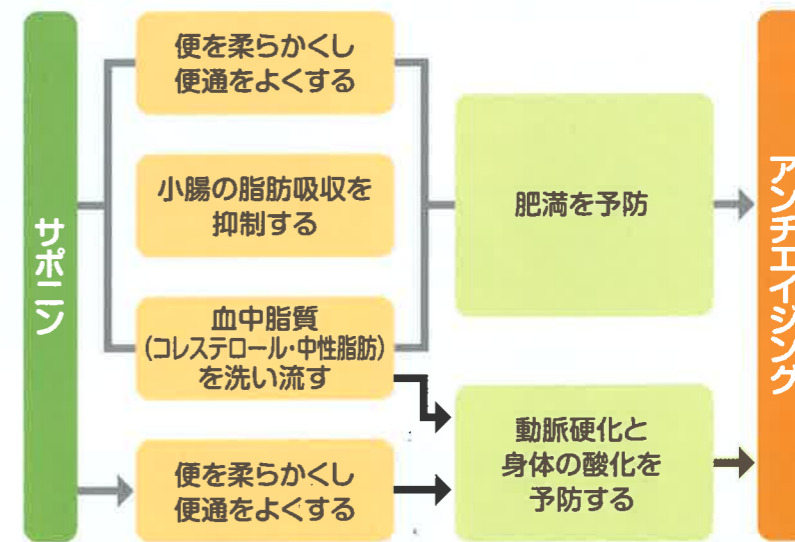 サポニン
便を柔らかくし
便通をよくする
小腸の脂肪吸収を
抑制する
血中脂質
(コレステロール・中性脂肪)
を洗い流す
便を柔らかくし
便通をよくする
肥満を予防
動脈硬化と
身体の酸化を
予防する
アンチエイジング